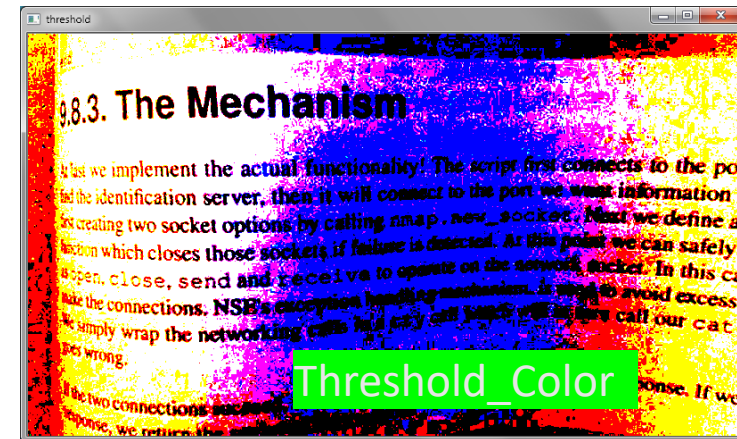 threshold
9.8.3. The Mechanism
At last we implement the actual functionality! The script first connects to the po
and the identification server, then it will connect to the port we want information
first creating two socket options by calling nmap.new_socket. Next we define a
function which closes those sockets if failure is detected. At this point we can safely
as open, close, send and receive to operate on the network socket. In this ca
make the connections. NSE's exception handling mechanism is used to avoid excess
We simply wrap the networking calls in a try call which will in turn call our cat
goes wrong.
Threshold_Color
If the two connections
onse. If we
response, we return the